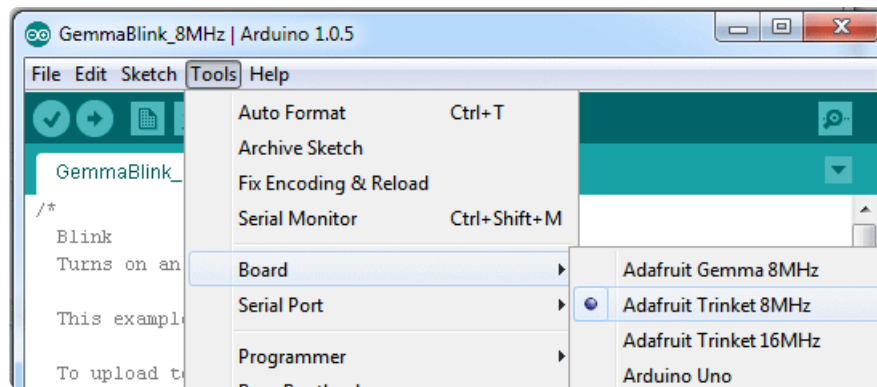 GemmaBlink_8MHz | Arduino 1.0.5
File Edit Sketch Tools Help
Auto Format Ctrl+T
Archive Sketch
GemmaBlink_
Fix Encoding & Reload
/*
Serial Monitor Ctrl+Shift+M
Blink
Turns on an
Board
Adafruit Gemma 8MHz
Serial Port
Adafruit Trinket 8MHz
This exampl
Adafruit Trinket 16MHz
Programmer
To upload t
Arduino Uno